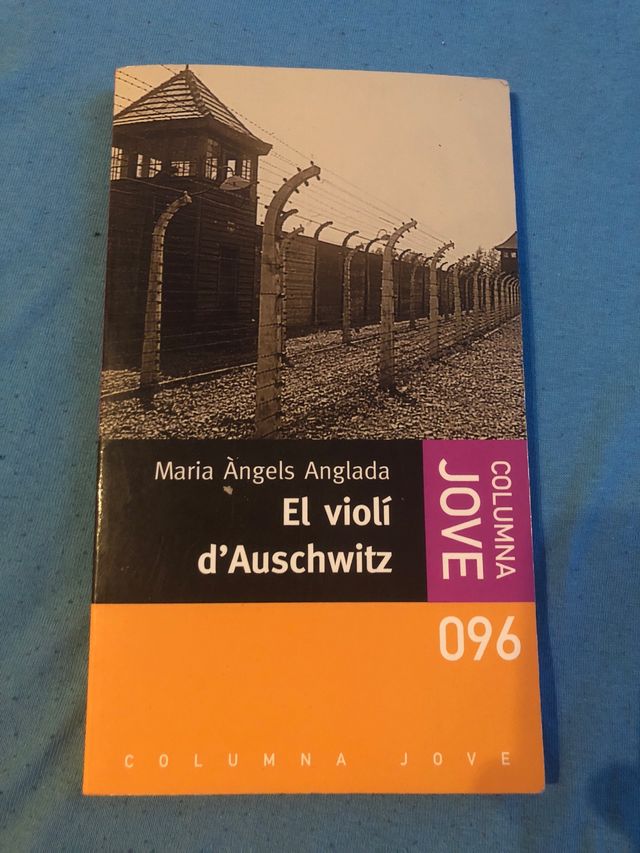 Maria Àngels Anglada
El violí
d'Auschwitz
COLUMNA
JOVE
096
COLUMNA JOVE